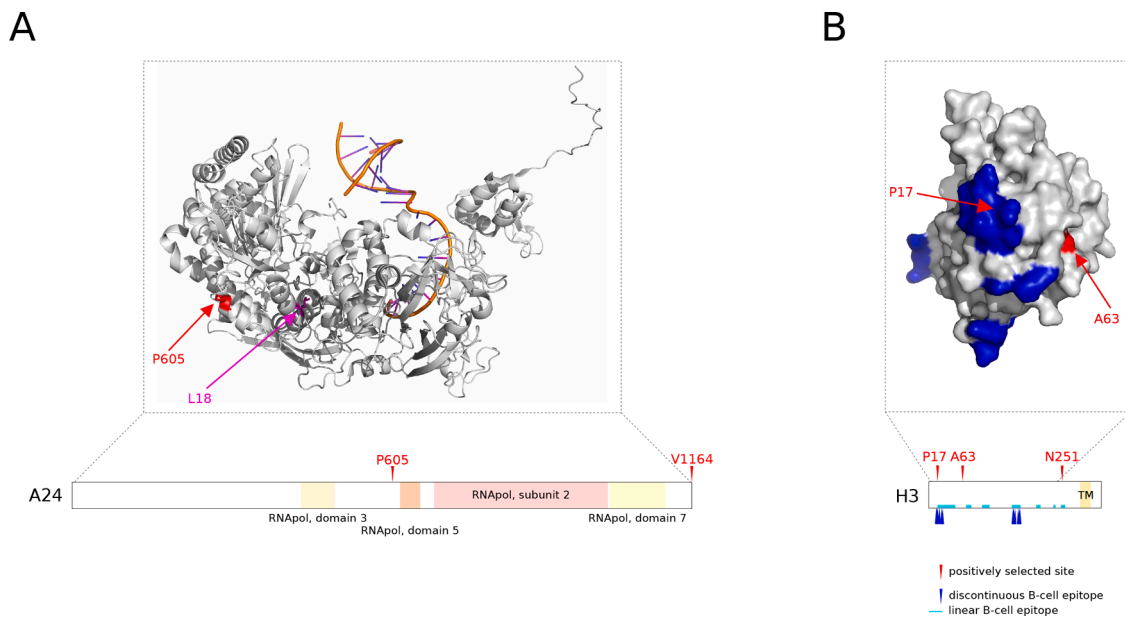 A
B
P17
A63
P605
L18
P605
V1164
A24
RNApol, subunit 2
RNApol, domain 3
RNApol, domain 5
RNApol, domain 7
P17 A63
N251
H3
TM
positively selected site
discontinuous B-cell epitope
linear B-cell epitope